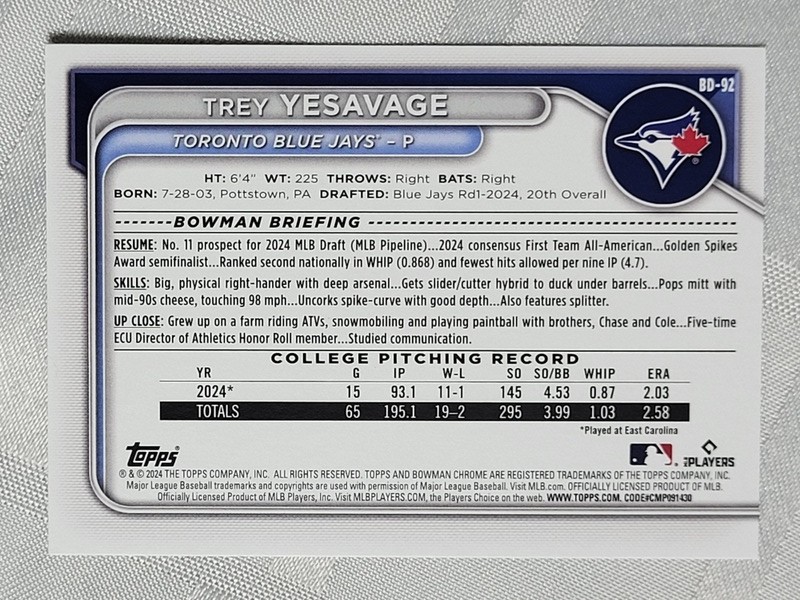 BD-92
TREY YESAVAGE
TORONTO BLUE JAYS® – P
HT: 6'4" WT: 225 THROWS: Right BATS: Right
BORN: 7-28-03, Pottstown, PA DRAFTED: Blue Jays Rd1-2024, 20th Overall
BOWMAN BRIEFING
RESUME: No. 11 prospect for 2024 MLB Draft (MLB Pipeline)...2024 consensus First Team All-American...Golden Spikes
Award semifinalist...Ranked second nationally in WHIP (0.868) and fewest hits allowed per nine IP (4.7).
SKILLS: Big, physical right-hander with deep arsenal...Gets slider/cutter hybrid to duck under barrels...Pops mitt with
mid-90s cheese, touching 98 mph...Uncorks spike-curve with good depth...Also features splitter.
UP CLOSE: Grew up on a farm riding ATVs, snowmobiling and playing paintball with brothers, Chase and Cole...Five-time
ECU Director of Athletics Honor Roll member...Studied communication.
COLLEGE PITCHING RECORD
YR G IP W-L SO SO/BB WHIP ERA
2024* 15 93.1 11-1 145 4.53 0.87 2.03
TOTALS 65 195.1 19–2 295 3.99 1.03 2.58
*Played at East Carolina
Topps®
MLB PLAYERS
® & © 2024 THE TOPPS COMPANY, INC. ALL RIGHTS RESERVED. TOPPS AND BOWMAN CHROME ARE REGISTERED TRADEMARKS OF THE TOPPS COMPANY, INC.
Major League Baseball trademarks and copyrights are used with permission of Major League Baseball. Visit MLB.com. OFFICIALLY LICENSED PRODUCT OF MLB.
Officially Licensed Product of MLB Players, Inc. Visit MLBPLAYERS.COM, the Players Choice on the web. WWW.TOPPS.COM. CODE#CMP091430